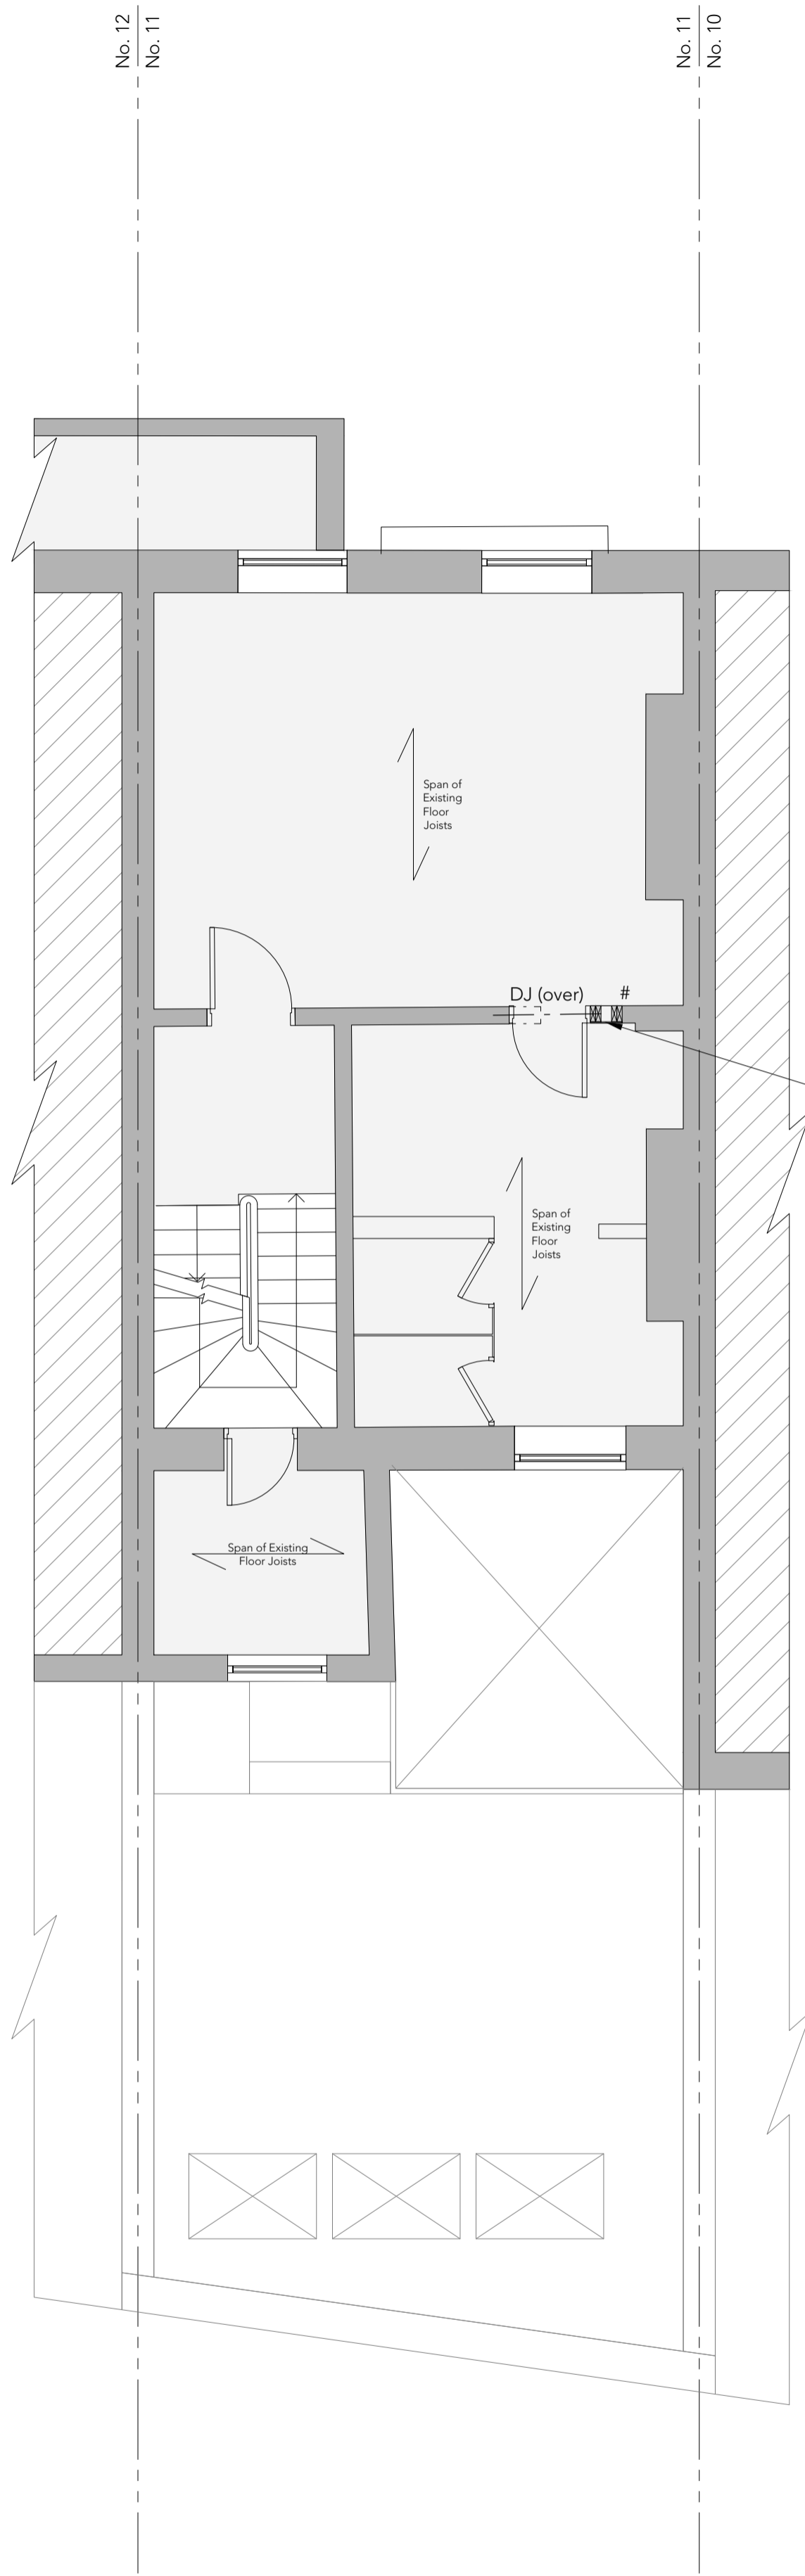 No. 12
No. 11
No. 11
No. 10
Span of
Existing
Floor
Joists
DJ (over)
#
Span of
Existing
Floor
Joists
Span of Existing
Floor Joists